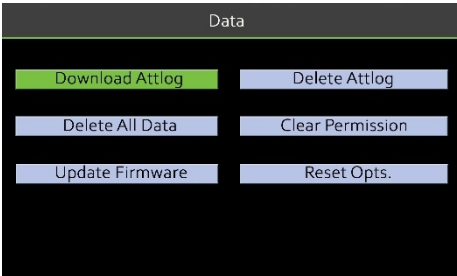 Data
Download Attlog
Delete Attlog
Delete All Data
Clear Permission
Update Firmware
Reset Opts.